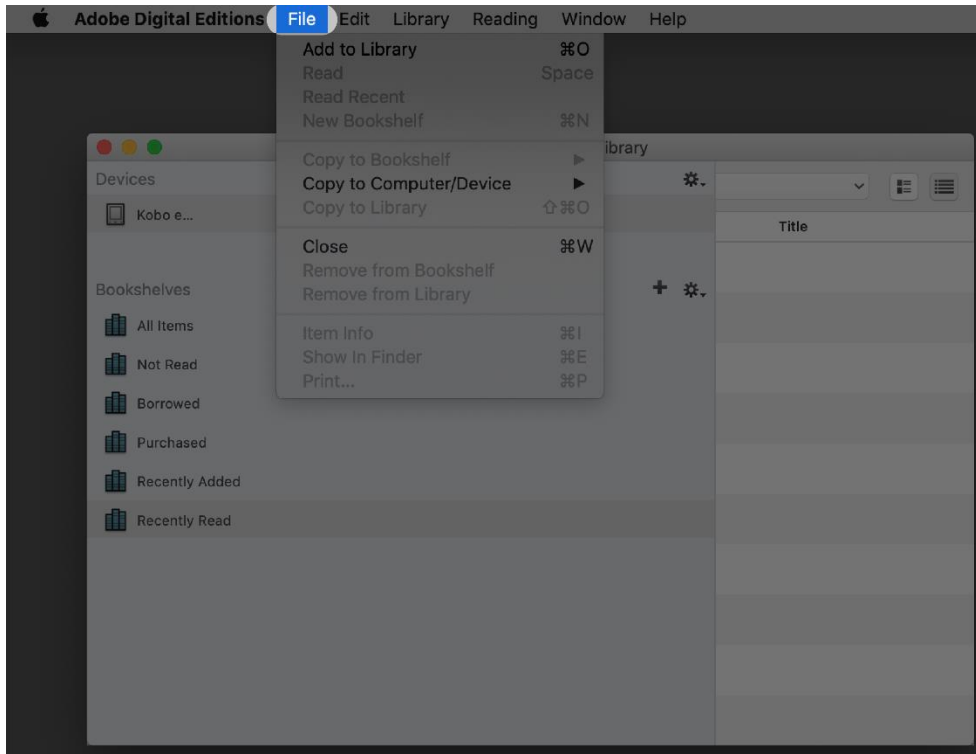 Adobe Digital Editions File Edit Library Reading Window Help
Add to Library ⌘O
Read Space
Read Recent
New Bookshelf ⌘N
Copy to Bookshelf ▶
Copy to Computer/Device ▶
Copy to Library ⇧⌘O
Close ⌘W
Remove from Bookshelf
Remove from Library
Item Info ⌘I
Show In Finder ⌘E
Print... ⌘P
ibrary
Devices
Kobo e...
Bookshelves
All Items
Not Read
Borrowed
Purchased
Recently Added
Recently Read
Title